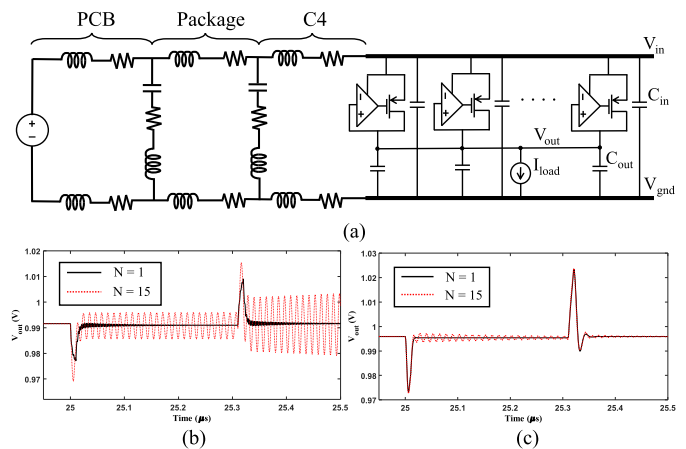 PCB Package C4
V_in
C_in
V_out
C_out
I_load
V_gnd
+
−
−
+
−
+
−
+
. . . .
(a)
1.02
1.01
1
0.99
0.98
0.97
V_out (V)
N = 1
N = 15
25 25.1 25.2 25.3 25.4 25.5
Time (μs)
(b)
1.03
1.02
1.01
1
0.99
0.98
0.97
V_out (V)
N = 1
N = 15
25 25.1 25.2 25.3 25.4 25.5
Time (μs)
(c)